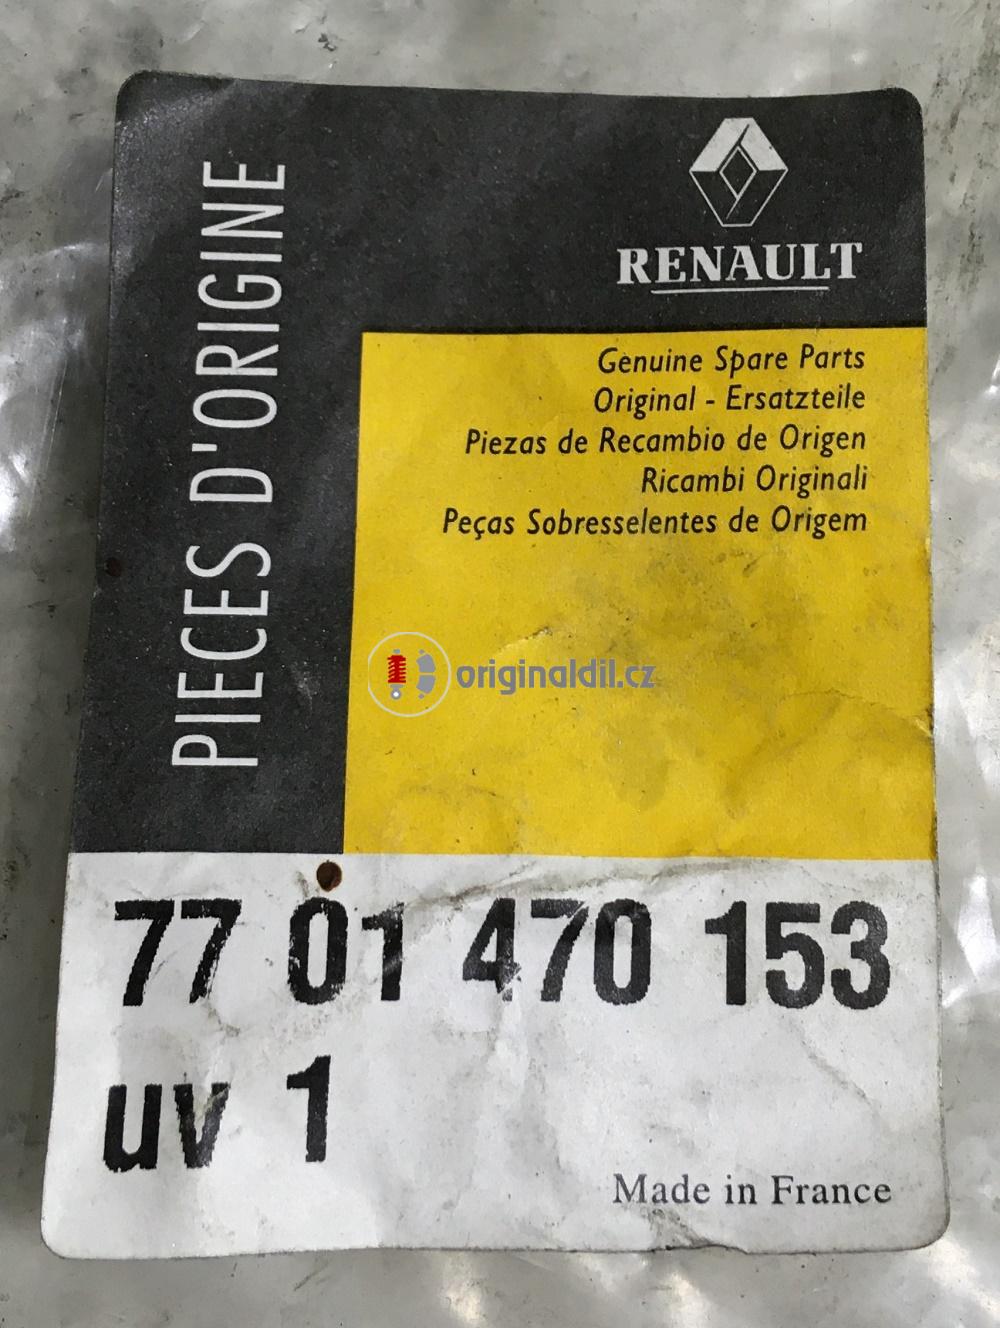 PIECES D'ORIGINE
RENAULT
Genuine Spare Parts
Original - Ersatzteile
Piezas de Recambio de Origen
Ricambi Originali
Peças Sobresselentes de Origem
originaldil.cz
77 01 470 153
uv 1
Made in France